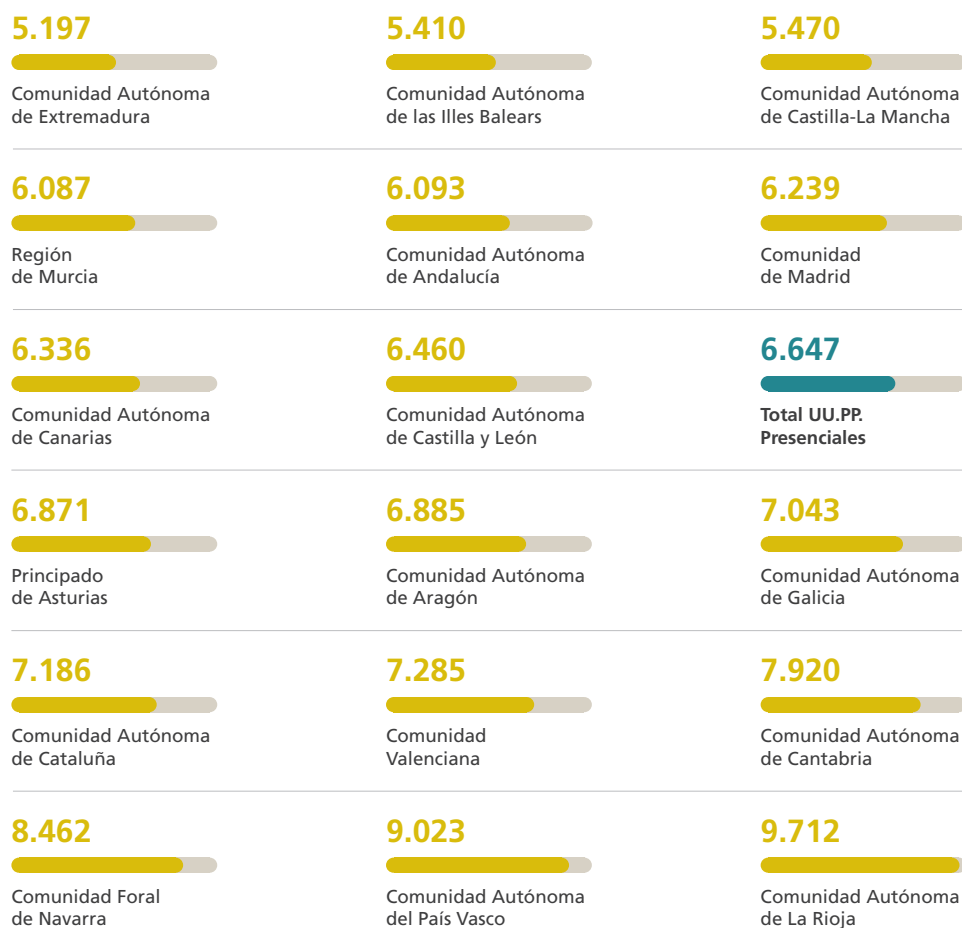 5.197
Comunidad Autónoma
de Extremadura
5.410
Comunidad Autónoma
de las Illes Balears
5.470
Comunidad Autónoma
de Castilla-La Mancha
6.087
Región
de Murcia
6.093
Comunidad Autónoma
de Andalucía
6.239
Comunidad
de Madrid
6.336
Comunidad Autónoma
de Canarias
6.460
Comunidad Autónoma
de Castilla y León
6.647
Total UU.PP.
Presenciales
6.871
Principado
de Asturias
6.885
Comunidad Autónoma
de Aragón
7.043
Comunidad Autónoma
de Galicia
7.186
Comunidad Autónoma
de Cataluña
7.285
Comunidad
Valenciana
7.920
Comunidad Autónoma
de Cantabria
8.462
Comunidad Foral
de Navarra
9.023
Comunidad Autónoma
del País Vasco
9.712
Comunidad Autónoma
de La Rioja